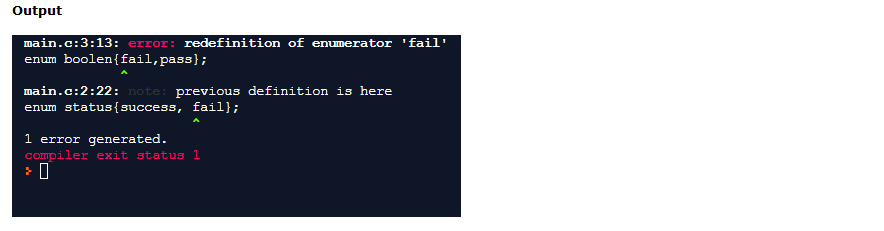 Output
main.c:3:13: error: redefinition of enumerator 'fail'
enum boolen{fail,pass};
^
main.c:2:22: note: previous definition is here
enum status{success, fail};
^
1 error generated.
compiler exit status 1
>